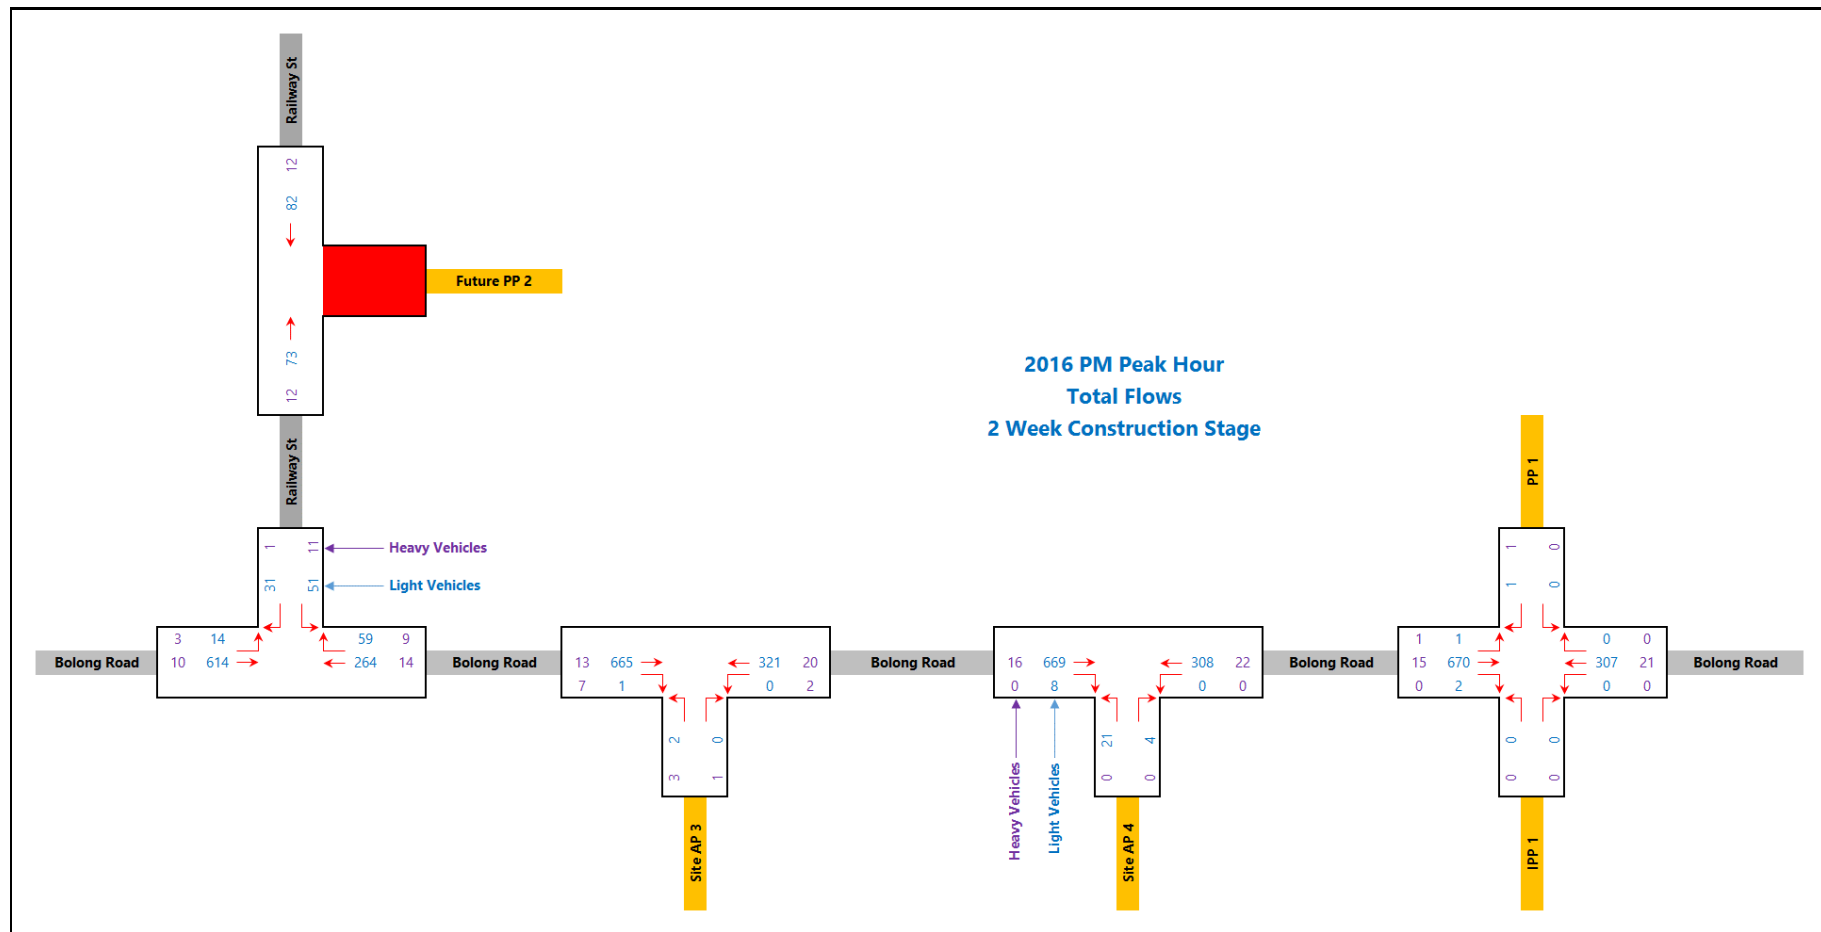 Railway St
12
82
Future PP 2
73
12
2016 PM Peak Hour
Total Flows
2 Week Construction Stage
Railway St
PP 1
1 11 Heavy Vehicles
31 51 Light Vehicles
1 0
1 0
3 14 59 9
Bolong Road 10 614 264 14 Bolong Road
13 665 321 20 Bolong Road
7 1 0 2
16 669 308 22 Bolong Road
0 8 0 0
1 1 0 0
15 670 307 21 Bolong Road
0 2 0 0
2 0
3 1
Site AP 3
Heavy Vehicles
Light Vehicles
21 4
0 0
Site AP 4
0 0
0 0
IPP 1